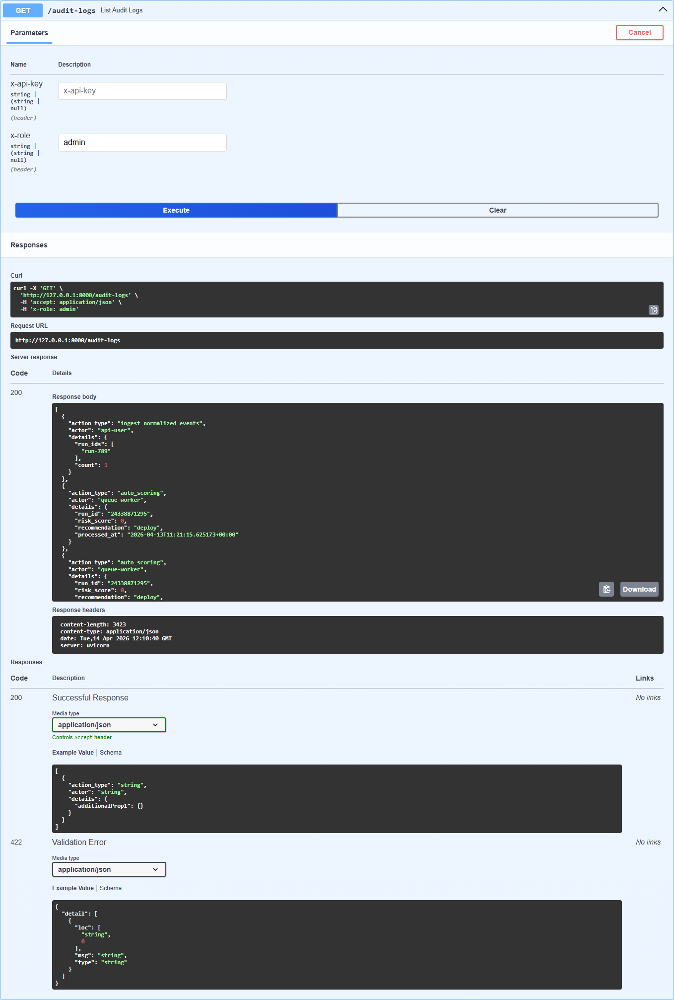 GET /audit-logs List Audit Logs
Parameters
Cancel
Name Description
x-api-key
string |
(string |
null)
(header)
x-api-key
x-role
string |
(string |
null)
(header)
admin
Execute Clear
Responses
Curl
curl -X 'GET' \
  'http://127.0.0.1:8000/audit-logs' \
  -H 'accept: application/json' \
  -H 'x-role: admin'
Request URL
http://127.0.0.1:8000/audit-logs
Server response
Code Details
200
Response body
[
  {
    "action_type": "ingest_normalized_events",
    "actor": "api-user",
    "details": {
      "run_ids": [
        "run-789"
      ],
      "count": 1
    }
  },
  {
    "action_type": "auto_scoring",
    "actor": "queue-worker",
    "details": {
      "run_id": "24338871295",
      "risk_score": 0,
      "recommendation": "deploy",
      "processed_at": "2026-04-13T11:21:15.625173+00:00"
    }
  },
  {
    "action_type": "auto_scoring",
    "actor": "queue-worker",
    "details": {
      "run_id": "24338871295",
      "risk_score": 0,
      "recommendation": "deploy",
Download
Response headers
content-length: 3423
content-type: application/json
date: Tue,14 Apr 2026 12:10:40 GMT
server: uvicorn
Responses
Code Description Links
200 Successful Response No links
Media type
application/json
Controls Accept header.
Example Value Schema
[
  {
    "action_type": "string",
    "actor": "string",
    "details": {
      "additionalProp1": {}
    }
  }
]
422 Validation Error No links
Media type
application/json
Example Value Schema
{
  "detail": [
    {
      "loc": [
        "string",
        0
      ],
      "msg": "string",
      "type": "string"
    }
  ]
}